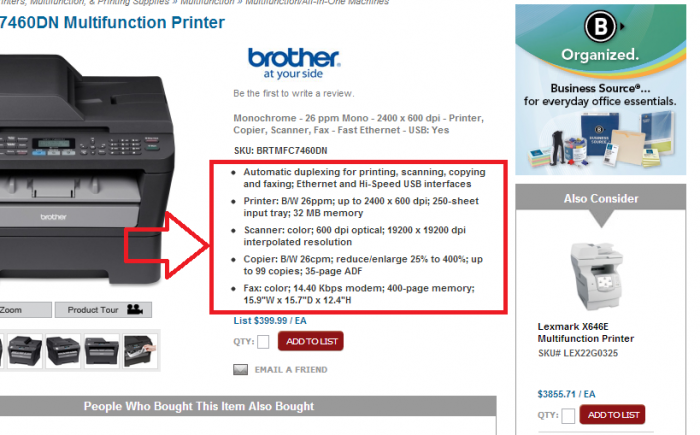 Printers, Multifunction, & Printing Supplies » Multifunction » Multifunction/All-In-One Machines
7460DN Multifunction Printer
brother
at your side
Be the first to write a review.
Monochrome - 26 ppm Mono - 2400 x 600 dpi - Printer,
Copier, Scanner, Fax - Fast Ethernet - USB: Yes
SKU: BRTMFC7460DN
• Automatic duplexing for printing, scanning, copying
and faxing; Ethernet and Hi-Speed USB interfaces
• Printer: B/W 26ppm; up to 2400 x 600 dpi; 250-sheet
input tray; 32 MB memory
• Scanner: color; 600 dpi optical; 19200 x 19200 dpi
interpolated resolution
• Copier: B/W 26cpm; reduce/enlarge 25% to 400%; up
to 99 copies; 35-page ADF
• Fax: color; 14.40 Kbps modem; 400-page memory;
15.9"W x 15.7"D x 12.4"H
List $399.99 / EA
QTY: ADD TO LIST
EMAIL A FRIEND
brother
Zoom
Product Tour
People Who Bought This Item Also Bought
B
Organized.
Business Source®...
for everyday office essentials.
Also Consider
Lexmark X646E
Multifunction Printer
SKU# LEX22G0325
$3855.71 / EA
QTY: ADD TO LIST